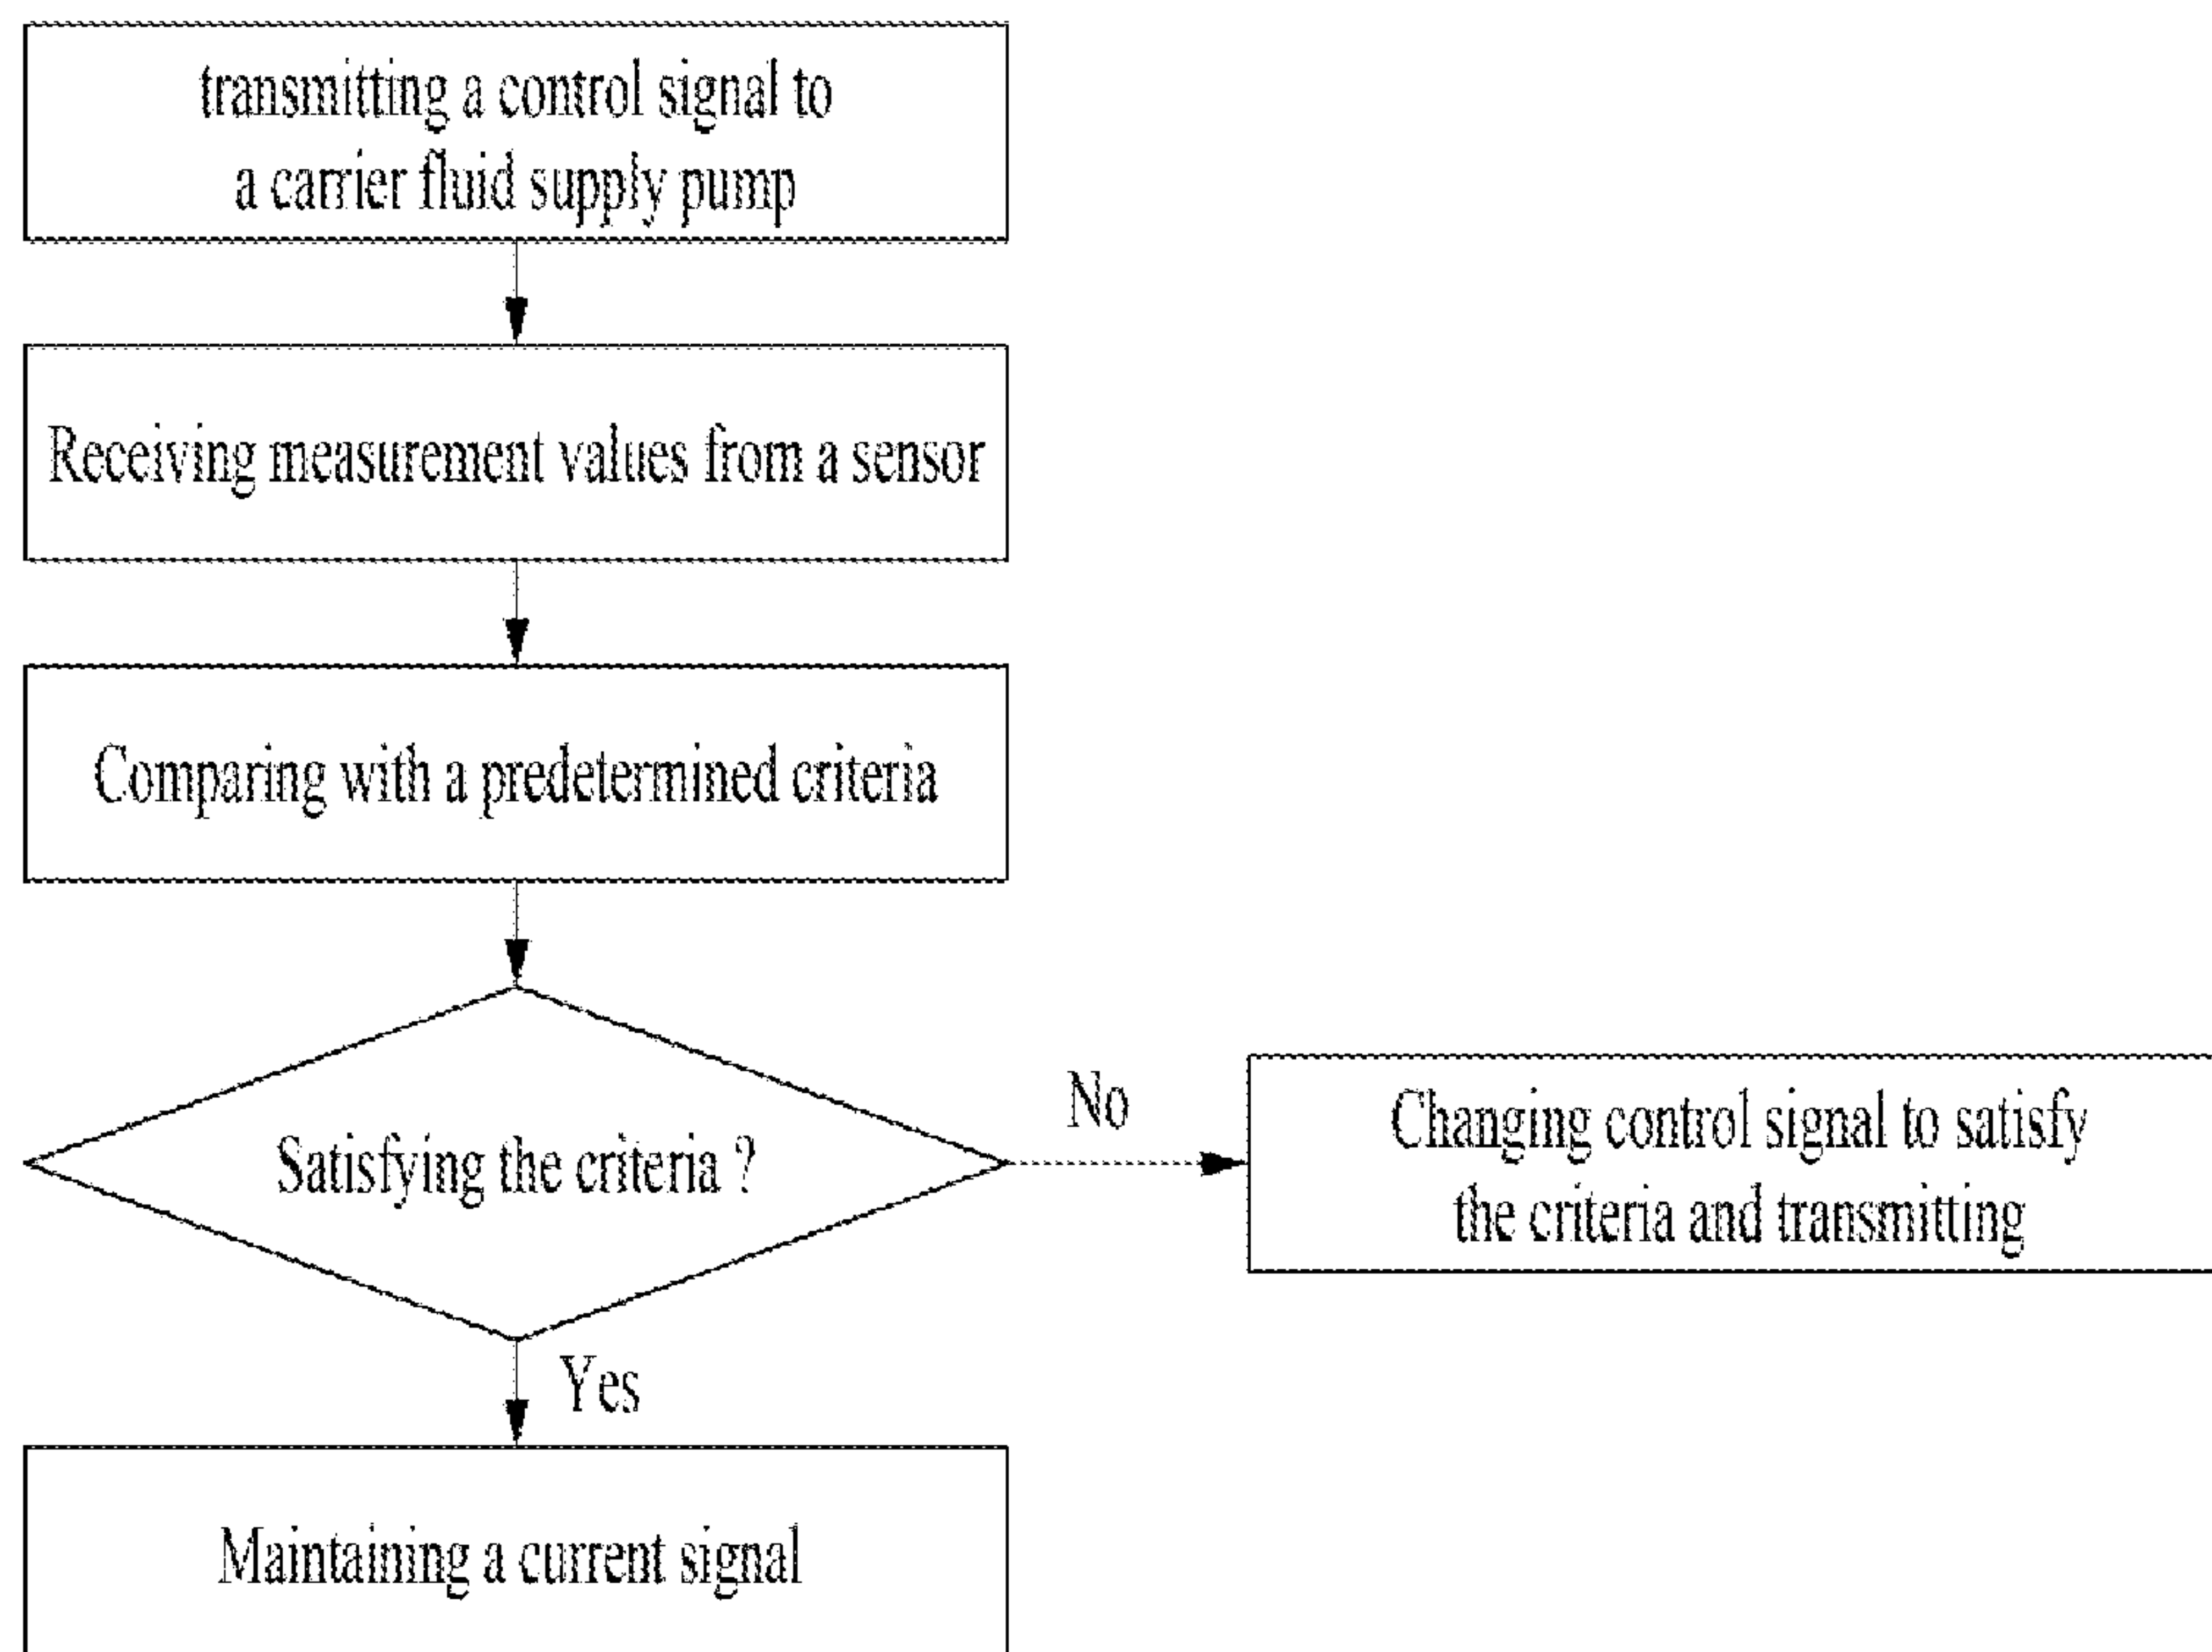 transmitting a control signal to
a carrier fluid supply pump
Receiving measurement values from a sensor
Comparing with a predetermined criteria
Satisfying the criteria ?
No
Changing control signal to satisfy
the criteria and transmitting
Yes
Maintaining a current signal